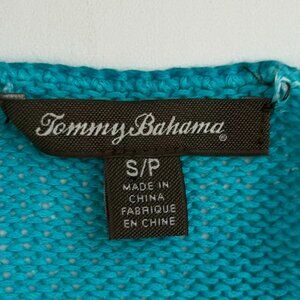 Tommy Bahama®
S/P
MADE IN
CHINA
FABRIQUE
EN CHINE